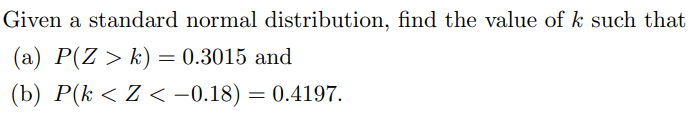 Given a standard normal distribution, find the value of k such that
(a) P(Z > k) = 0.3015 and
(b) P(k < Z < −0.18) = 0.4197.